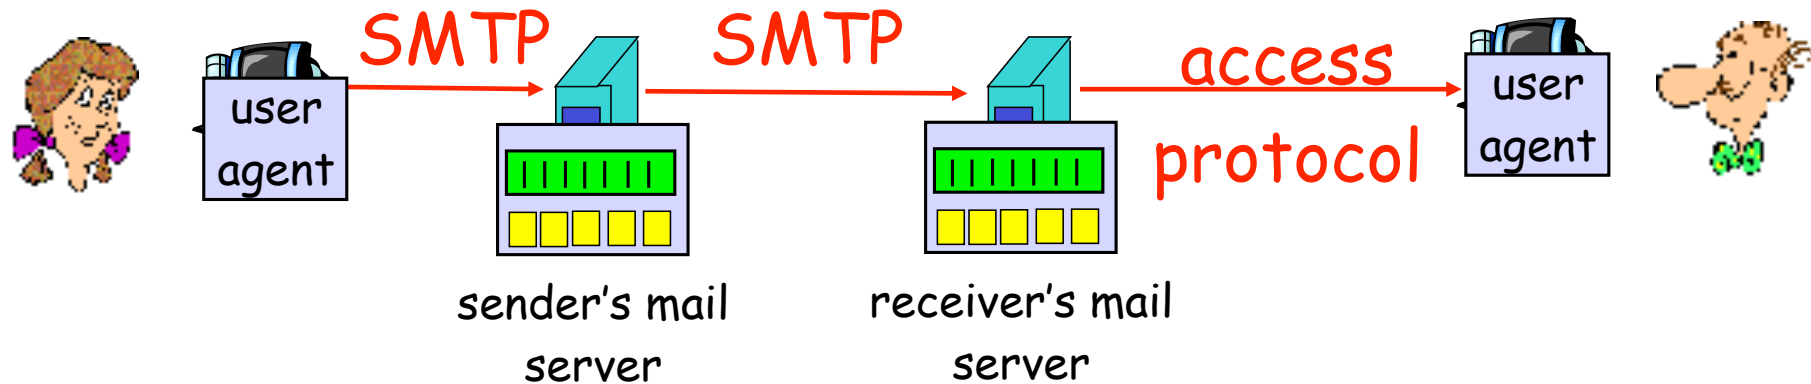 SMTP
SMTP
access
protocol
user
agent
user
agent
sender's mail
server
receiver's mail
server